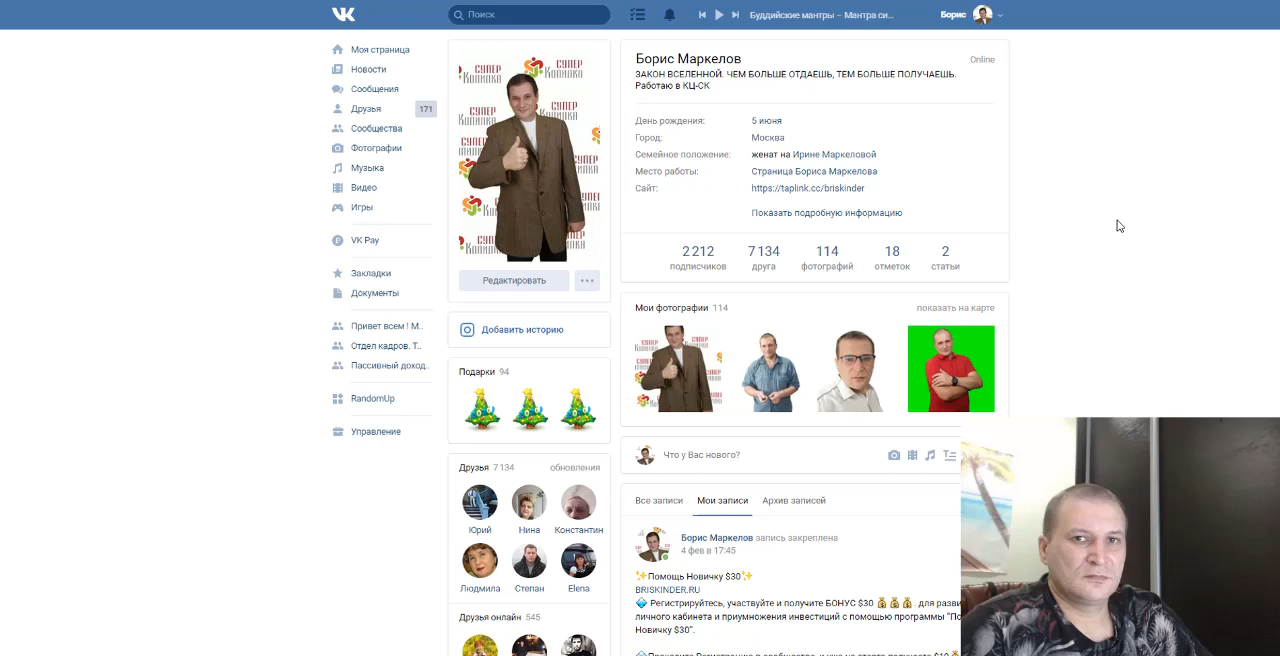 Поиск
Буддийские мантры – Мантра си...
Борис
Моя страница
Новости
Сообщения
Друзья
171
Сообщества
Фотографии
Музыка
Видео
Игры
VK Pay
Закладки
Документы
Привет всем ! М..
Отдел кадров, Т..
Пассивный доход..
RandomUp
Управление
СУПЕР
Копилка
Редактировать
Добавить историю
Подарки 94
Друзья 7 134
обновления
Юрий
Нина
Константин
Людмила
Степан
Elena
Друзья онлайн 545
Борис Маркелов
Online
ЗАКОН ВСЕЛЕННОЙ. ЧЕМ БОЛЬШЕ ОТДАЕШЬ, ТЕМ БОЛЬШЕ ПОЛУЧАЕШЬ.
Работаю в КЦ-СК
День рождения: 5 июня
Город: Москва
Семейное положение: женат на Ирине Маркеловой
Место работы: Страница Бориса Маркелова
Сайт: https://taplink.cc/briskinder
Показать подробную информацию
2 212 7 134 114 18 2
подписчиков друга фотографий отметок статьи
Мои фотографии 114
показать на карте
Что у Вас нового?
Все записи Мои записи Архив записей
Борис Маркелов запись закреплена
4 фев в 17:45
✨Помощь Новичку $30✨
BRISKINDER.RU
💎 Регистрируйтесь, участвуйте и получите БОНУС $30 💰💰💰. для разви
личного кабинета и приумножения инвестиций с помощью программы "По
Новичку $30".